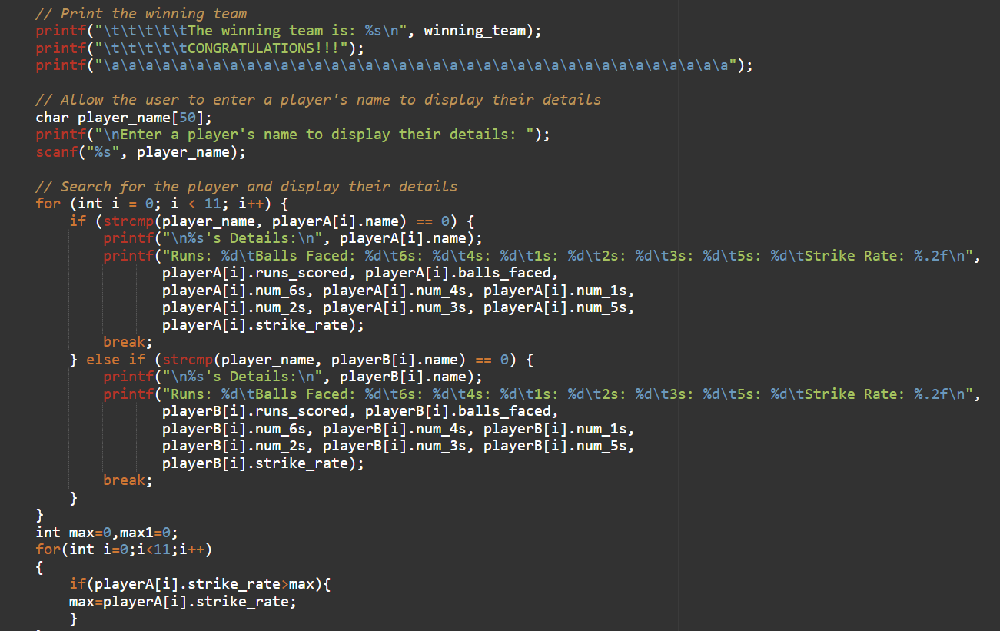 // Print the winning team
printf("\t\t\t\t\tThe winning team is: %s\n", winning_team);
printf("\t\t\t\t\tCONGRATULATIONS!!!");
printf("\a\a\a\a\a\a\a\a\a\a\a\a\a\a\a\a\a\a\a\a\a\a\a\a\a\a\a\a\a\a\a\a\a\a\a\a\a");
// Allow the user to enter a player's name to display their details
char player_name[50];
printf("\nEnter a player's name to display their details: ");
scanf("%s", player_name);
// Search for the player and display their details
for (int i = 0; i < 11; i++) {
if (strcmp(player_name, playerA[i].name) == 0) {
printf("\n%s's Details:\n", playerA[i].name);
printf("Runs: %d\tBalls Faced: %d\t6s: %d\t4s: %d\t1s: %d\t2s: %d\t3s: %d\t5s: %d\tStrike Rate: %.2f\n",
playerA[i].runs_scored, playerA[i].balls_faced,
playerA[i].num_6s, playerA[i].num_4s, playerA[i].num_1s,
playerA[i].num_2s, playerA[i].num_3s, playerA[i].num_5s,
playerA[i].strike_rate);
break;
} else if (strcmp(player_name, playerB[i].name) == 0) {
printf("\n%s's Details:\n", playerB[i].name);
printf("Runs: %d\tBalls Faced: %d\t6s: %d\t4s: %d\t1s: %d\t2s: %d\t3s: %d\t5s: %d\tStrike Rate: %.2f\n",
playerB[i].runs_scored, playerB[i].balls_faced,
playerB[i].num_6s, playerB[i].num_4s, playerB[i].num_1s,
playerB[i].num_2s, playerB[i].num_3s, playerB[i].num_5s,
playerB[i].strike_rate);
break;
}
}
int max=0,max1=0;
for(int i=0;i<11;i++)
{
if(playerA[i].strike_rate>max){
max=playerA[i].strike_rate;
}